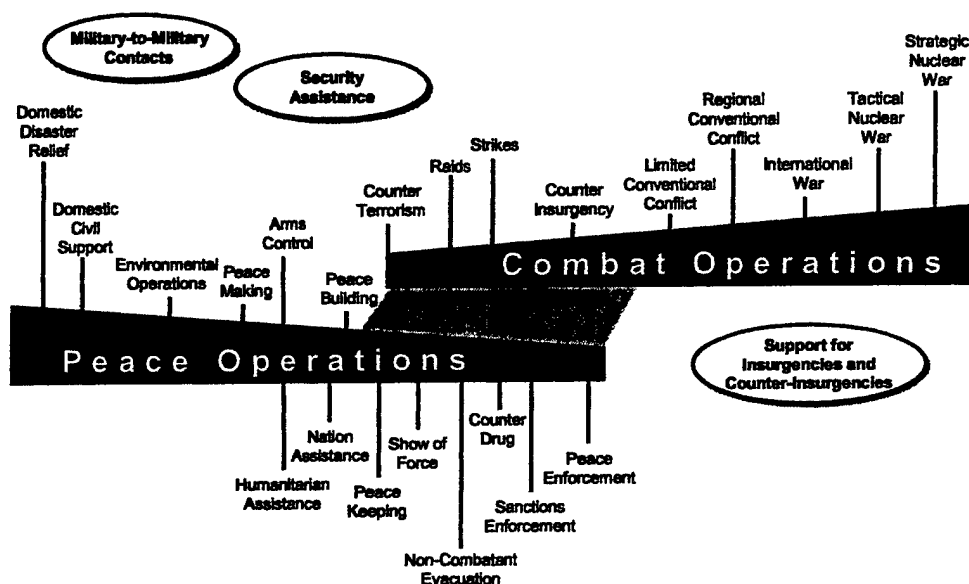 Military-to-Military
Contacts
Security
Assistance
Strategic
Nuclear
War
Domestic
Disaster
Relief
Regional
Conventional
Conflict
Tactical
Nuclear
War
Strikes
Raids
Limited
Conventional
Conflict
International
War
Counter
Terrorism
Counter
Insurgency
Domestic
Civil
Support
Arms
Control
Environmental
Operations
Peace
Making
Peace
Building
Combat Operations
Peace Operations
Support for
Insurgencies and
Counter-Insurgencies
Nation
Assistance
Show of
Force
Counter
Drug
Peace
Enforcement
Humanitarian
Assistance
Peace
Keeping
Sanctions
Enforcement
Non-Combatant
Evacuation